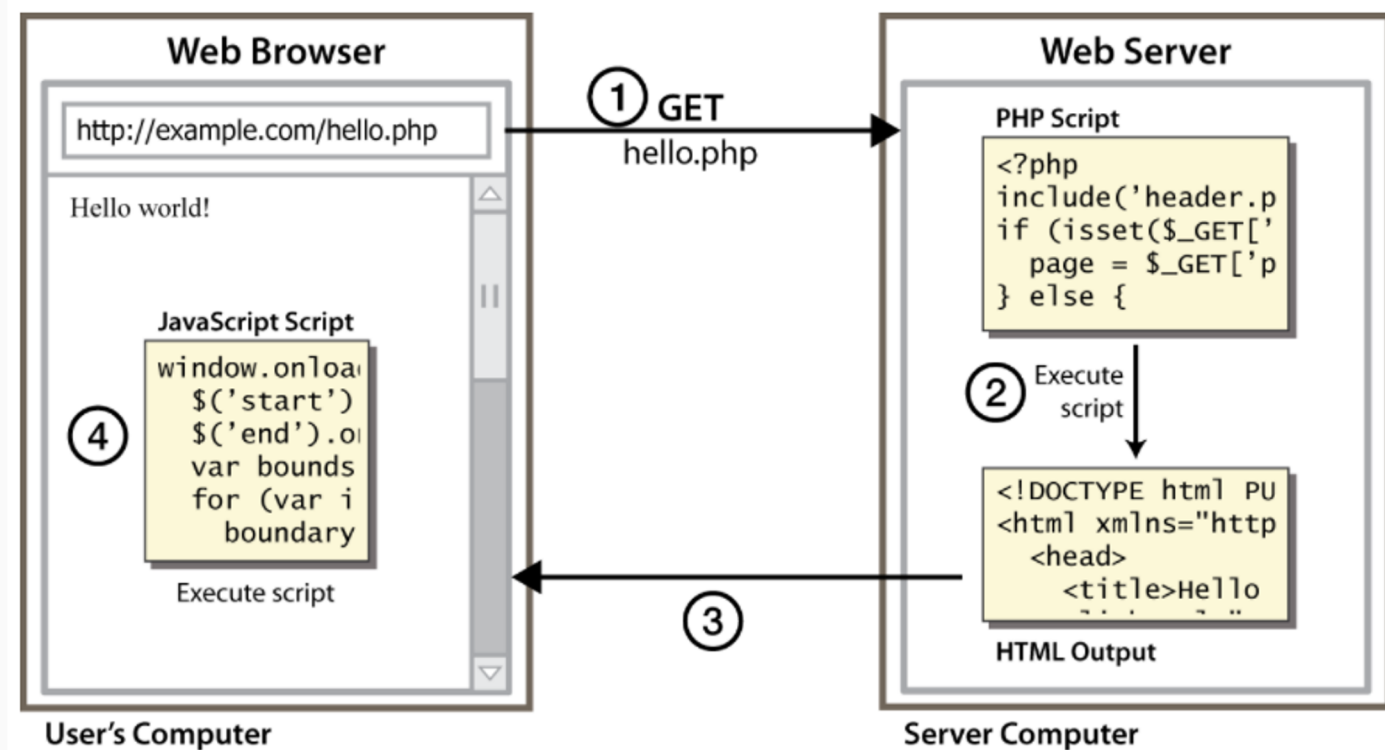 Web Browser
http://example.com/hello.php
Hello world!
JavaScript Script
window.onloa
$('start')
$('end').o
var bounds
for (var i
boundary
4
Execute script
User's Computer
1 GET
hello.php
3
Web Server
PHP Script
<?php
include('header.p
if (isset($_GET['
page = $_GET['p
} else {
2 Execute
script
<!DOCTYPE html PU
<html xmlns="http
<head>
<title>Hello
HTML Output
Server Computer